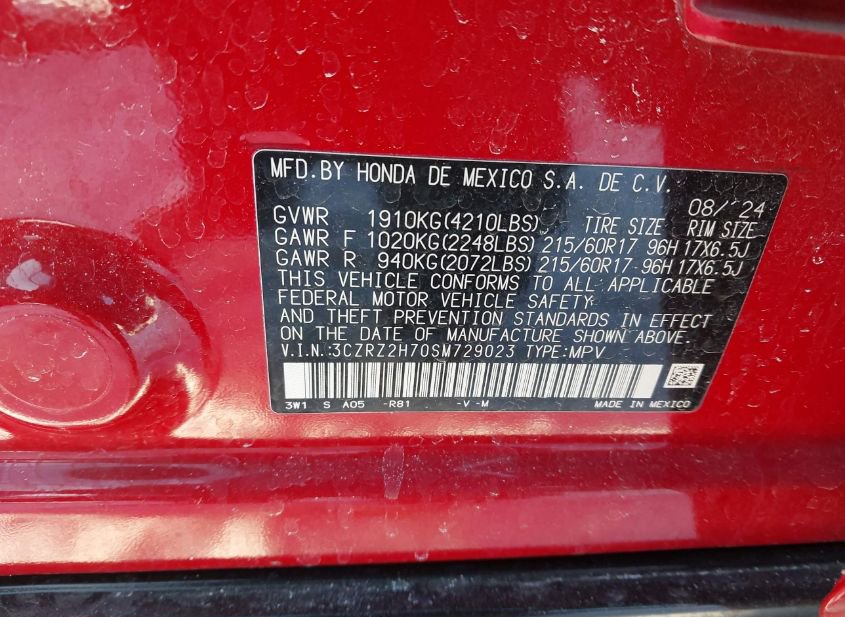 MFD.BY HONDA DE MEXICO S.A. DE C.V.
08/'24
GVWR 1910KG(4210LBS) TIRE SIZE RIM SIZE
GAWR F 1020KG(2248LBS) 215/60R17 96H 17X6.5J
GAWR R 940KG(2072LBS) 215/60R17 96H 17X6.5J
THIS VEHICLE CONFORMS TO ALL APPLICABLE
FEDERAL MOTOR VEHICLE SAFETY
AND THEFT PREVENTION STANDARDS IN EFFECT
ON THE DATE OF MANUFACTURE SHOWN ABOVE.
V.I.N.:3CZRZ2H70SM729023 TYPE:MPV
3W1 S A05 -R81 -V -M MADE IN MEXICO